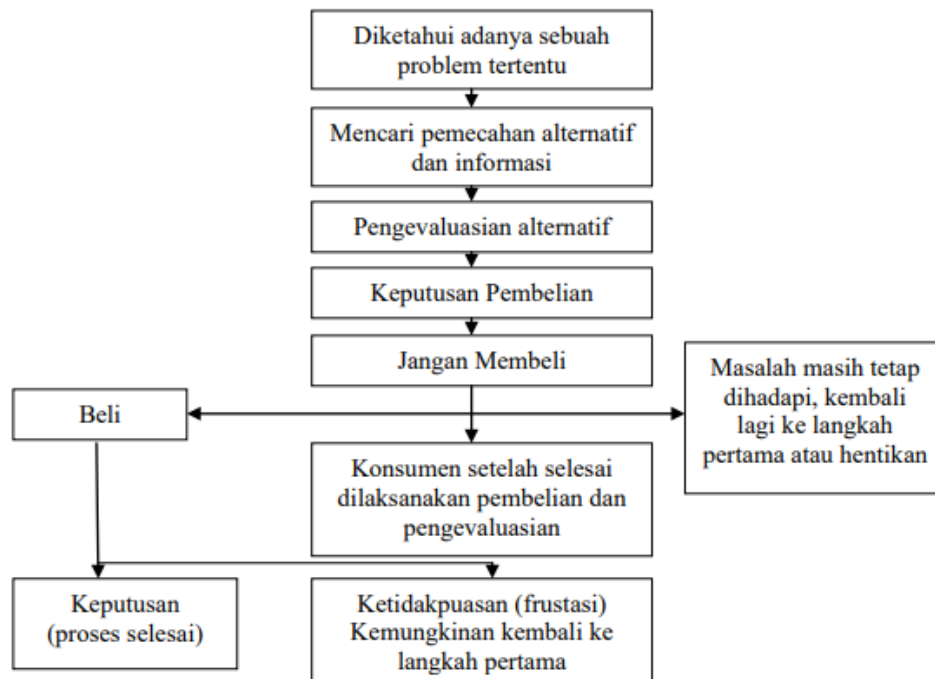 Diketahui adanya sebuah
problem tertentu
Mencari pemecahan alternatif
dan informasi
Pengevaluasian alternatif
Keputusan Pembelian
Jangan Membeli
Beli
Masalah masih tetap
dihadapi, kembali
lagi ke langkah
pertama atau hentikan
Konsumen setelah selesai
dilaksanakan pembelian dan
pengevaluasian
Keputusan
(proses selesai)
Ketidakpuasan (frustasi)
Kemungkinan kembali ke
langkah pertama